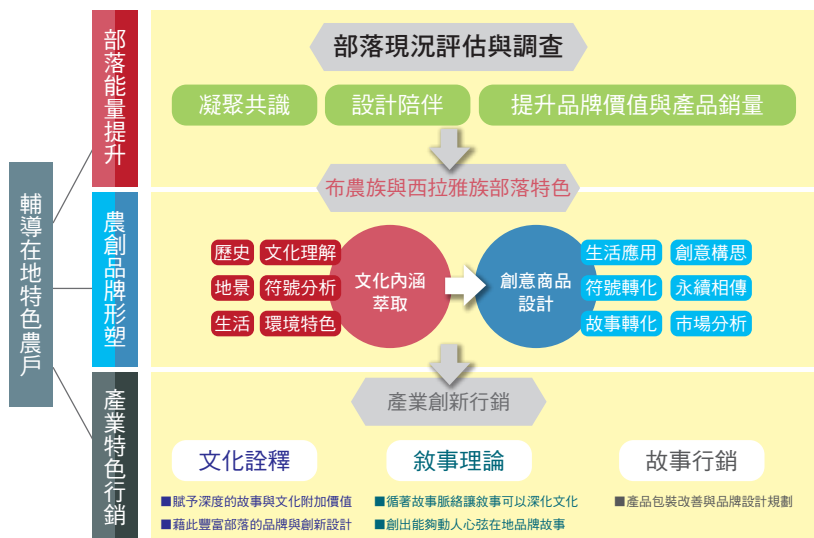 輔導在地特色農戶
部落能量提升
部落現況評估與調查
凝聚共識
設計陪伴
提升品牌價值與產品銷量
布農族與西拉雅族部落特色
農創品牌形塑
歷史
文化理解
地景
符號分析
生活
環境特色
文化內涵
萃取
創意商品
設計
生活應用
創意構思
符號轉化
永續相傳
故事轉化
市場分析
產業特色行銷
產業創新行銷
文化詮釋
■賦予深度的故事與文化附加價值
■藉此豐富部落的品牌與創新設計
敘事理論
■循著故事脈絡讓敘事可以深化文化
■創出能夠動人心弦在地品牌故事
故事行銷
■產品包裝改善與品牌設計規劃